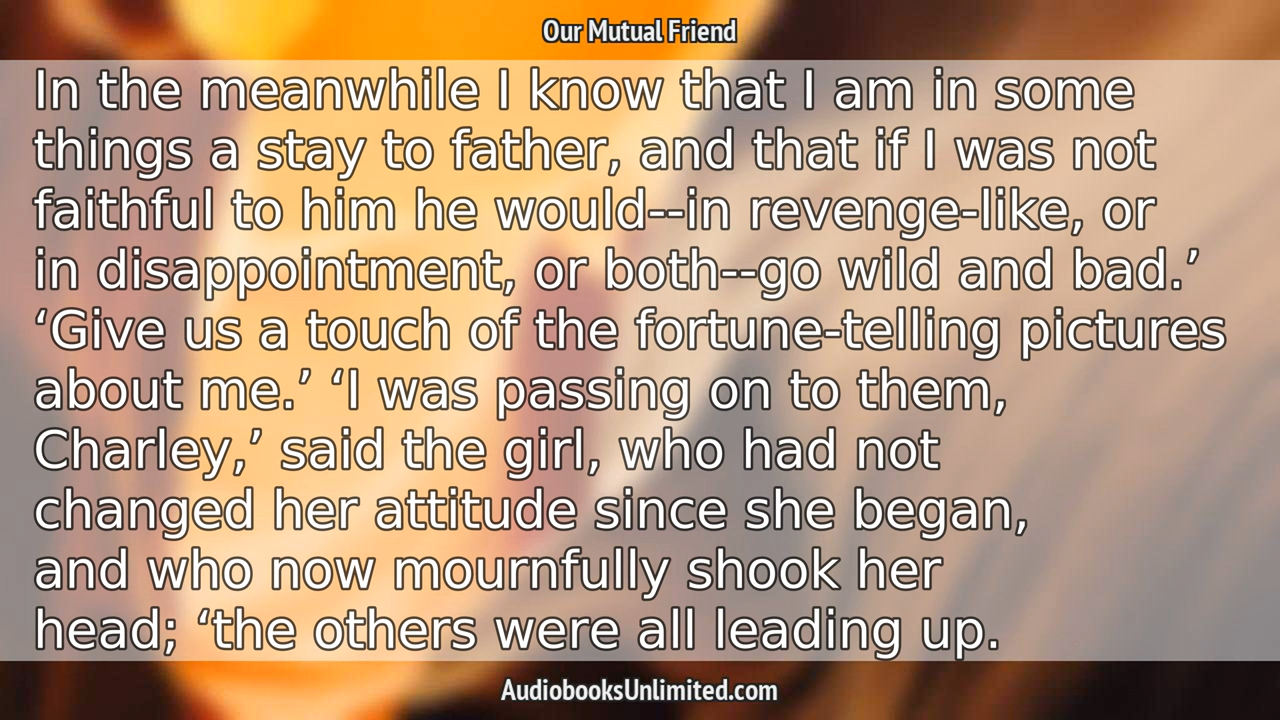 Our Mutual Friend
In the meanwhile I know that I am in some
things a stay to father, and that if I was not
faithful to him he would--in revenge-like, or
in disappointment, or both--go wild and bad.’
‘Give us a touch of the fortune-telling pictures
about me.’ ‘I was passing on to them,
Charley,’ said the girl, who had not
changed her attitude since she began,
and who now mournfully shook her
head; ‘the others were all leading up.
AudiobooksUnlimited.com